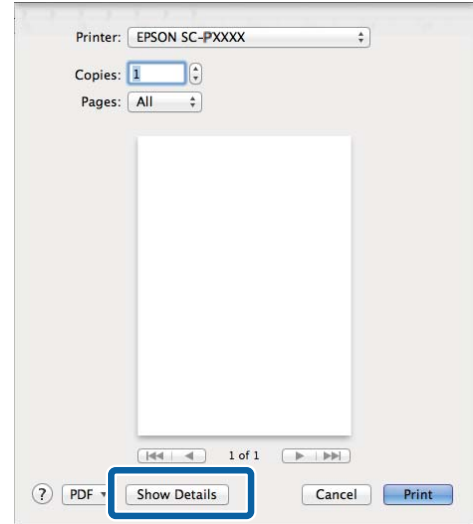 Printer: EPSON SC-PXXXX
Copies: 1
Pages: All
1 of 1
? PDF Show Details Cancel Print